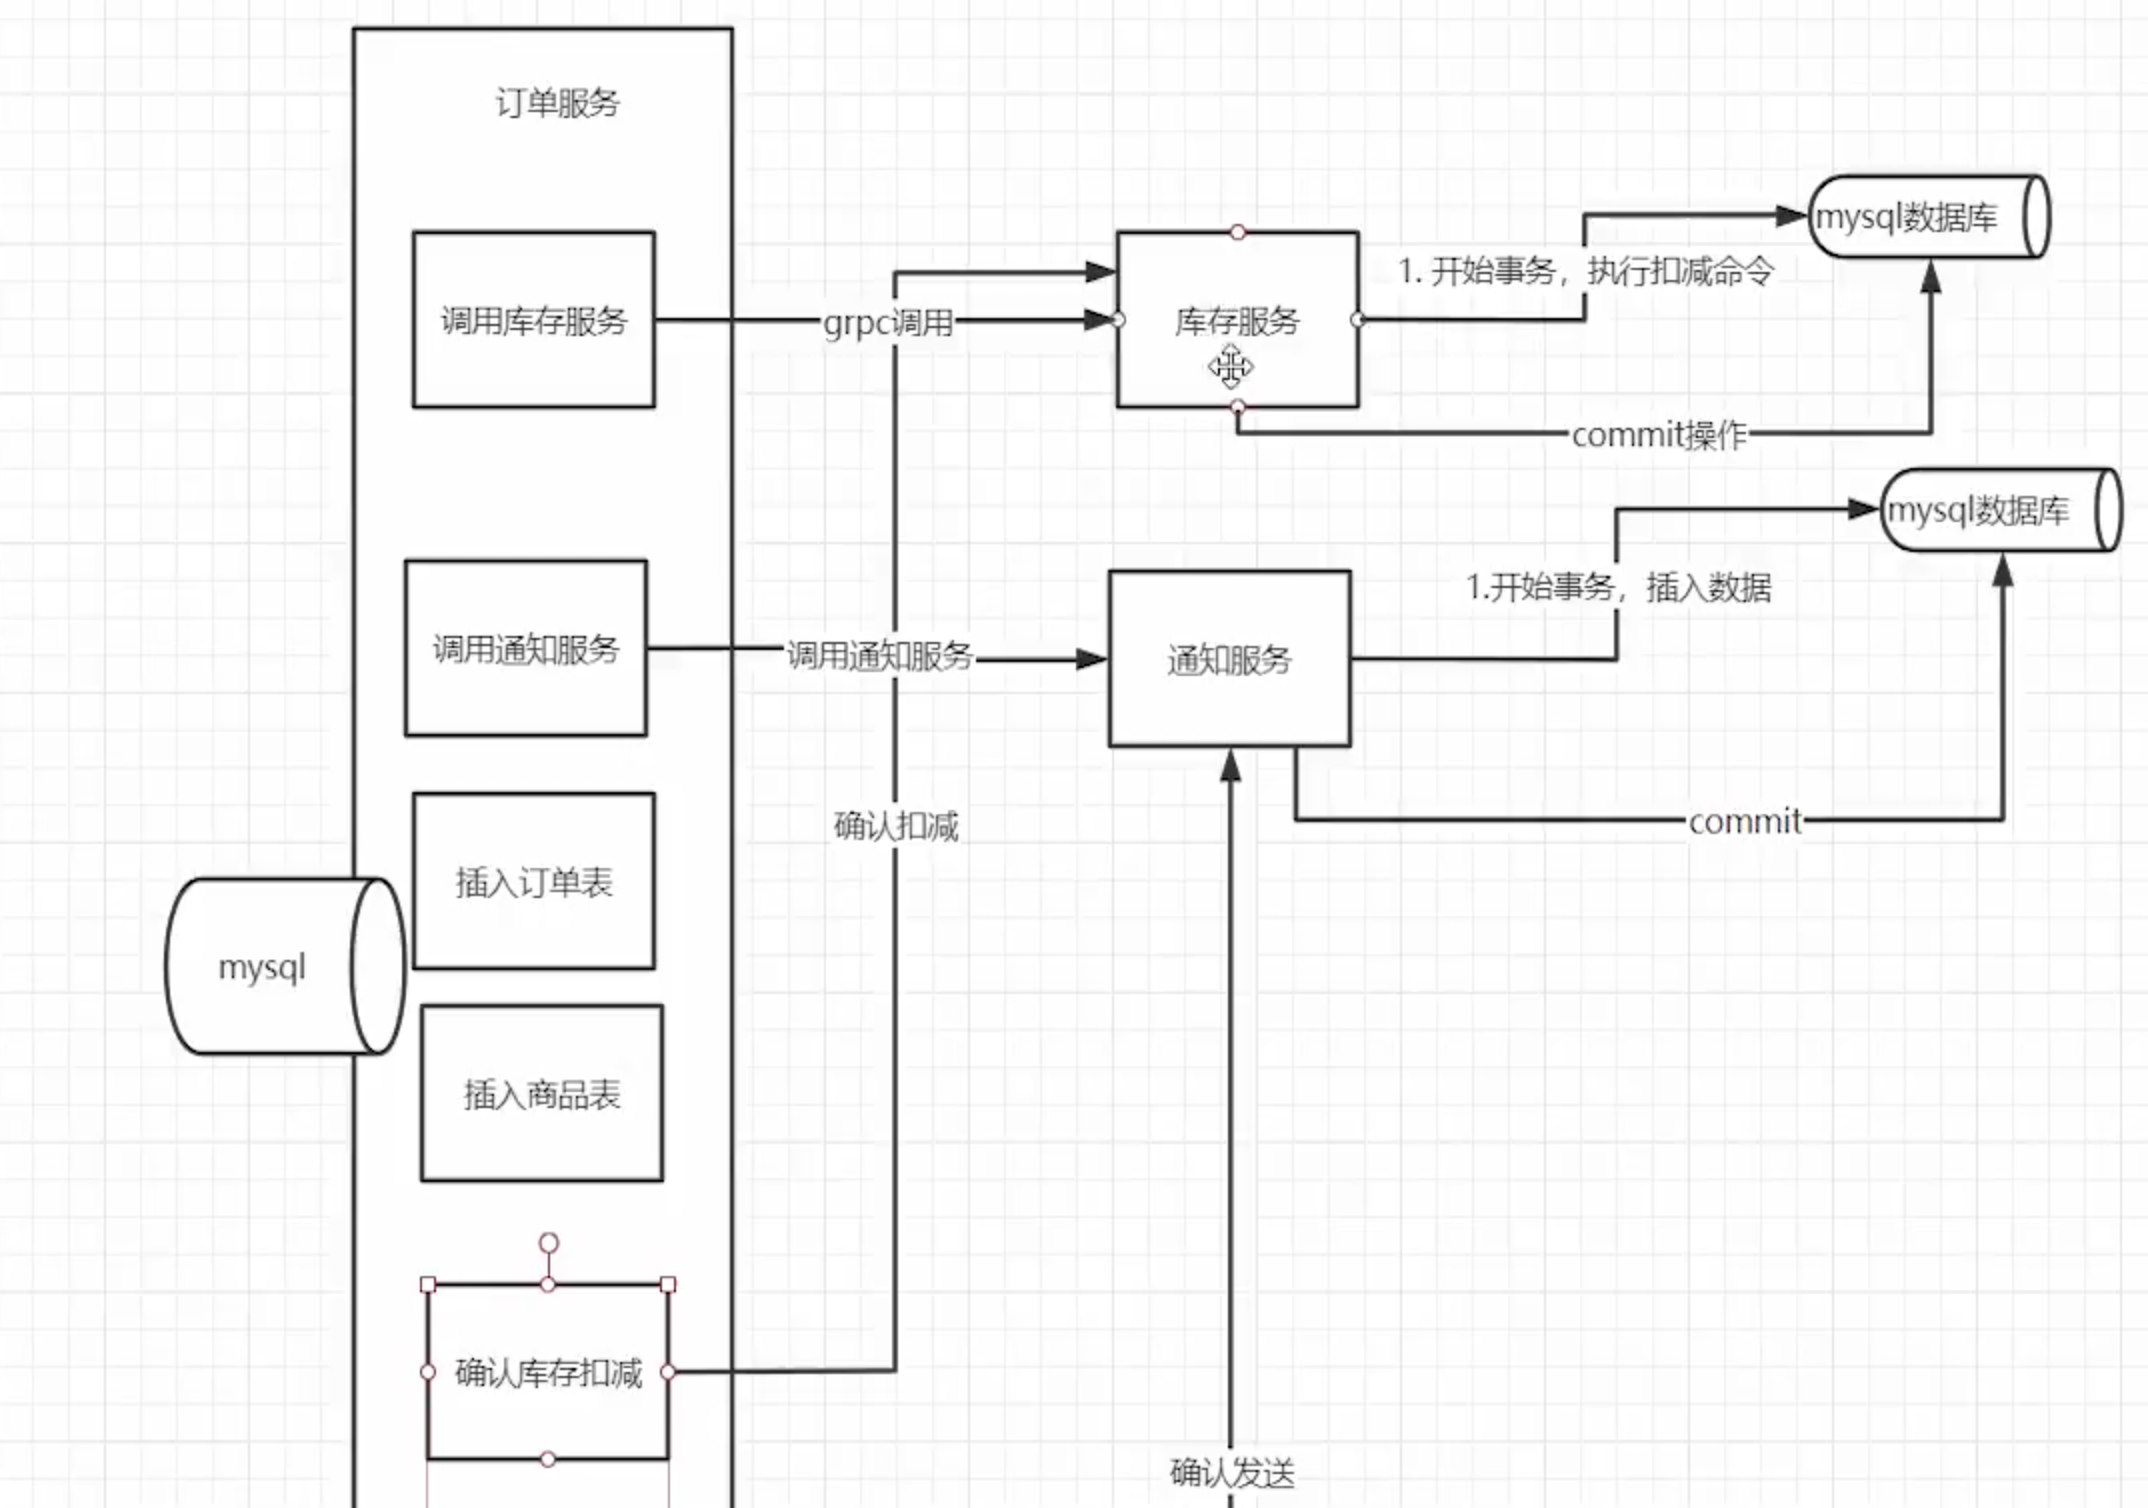 订单服务
调用库存服务
grpc调用
库存服务
1. 开始事务，执行扣减命令
mysql数据库
commit操作
mysql数据库
1.开始事务，插入数据
调用通知服务
调用通知服务
通知服务
commit
确认扣减
插入订单表
mysql
插入商品表
确认库存扣减
确认发送